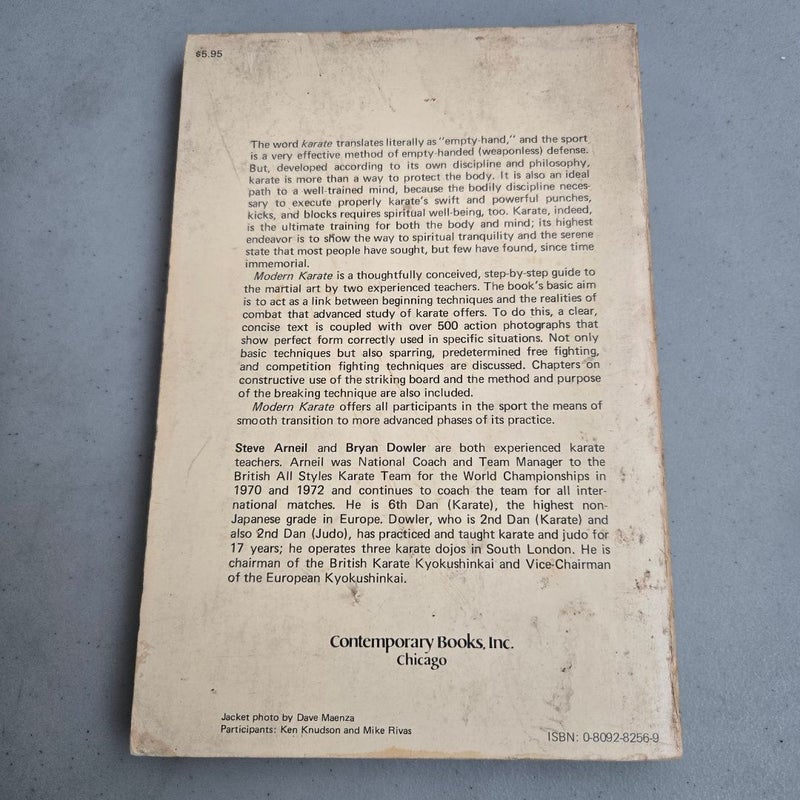 $5.95
The word karate translates literally as "empty-hand," and the sport
is a very effective method of empty-handed (weaponless) defense.
But, developed according to its own discipline and philosophy,
karate is more than a way to protect the body. It is also an ideal
path to a well-trained mind, because the bodily discipline neces-
sary to execute properly karate's swift and powerful punches,
kicks, and blocks requires spiritual well-being, too. Karate, indeed,
is the ultimate training for both the body and mind; its highest
endeavor is to show the way to spiritual tranquility and the serene
state that most people have sought, but few have found, since time
immemorial.
Modern Karate is a thoughtfully conceived, step-by-step guide to
the martial art by two experienced teachers. The book's basic aim
is to act as a link between beginning techniques and the realities of
combat that advanced study of karate offers. To do this, a clear,
concise text is coupled with over 500 action photographs that
show perfect form correctly used in specific situations. Not only
basic techniques but also sparring, predetermined free fighting,
and competition fighting techniques are discussed. Chapters on
constructive use of the striking board and the method and purpose
of the breaking technique are also included.
Modern Karate offers all participants in the sport the means of
smooth transition to more advanced phases of its practice.
Steve Arneil and Bryan Dowler are both experienced karate
teachers. Arneil was National Coach and Team Manager to the
British All Styles Karate Team for the World Championships in
1970 and 1972 and continues to coach the team for all inter-
national matches. He is 6th Dan (Karate), the highest non-
Japanese grade in Europe. Dowler, who is 2nd Dan (Karate) and
also 2nd Dan (Judo), has practiced and taught karate and judo for
17 years; he operates three karate dojos in South London. He is
chairman of the British Karate Kyokushinkai and Vice-Chairman
of the European Kyokushinkai.
Contemporary Books, Inc.
Chicago
Jacket photo by Dave Maenza
Participants: Ken Knudson and Mike Rivas
ISBN: 0-8092-8256-9